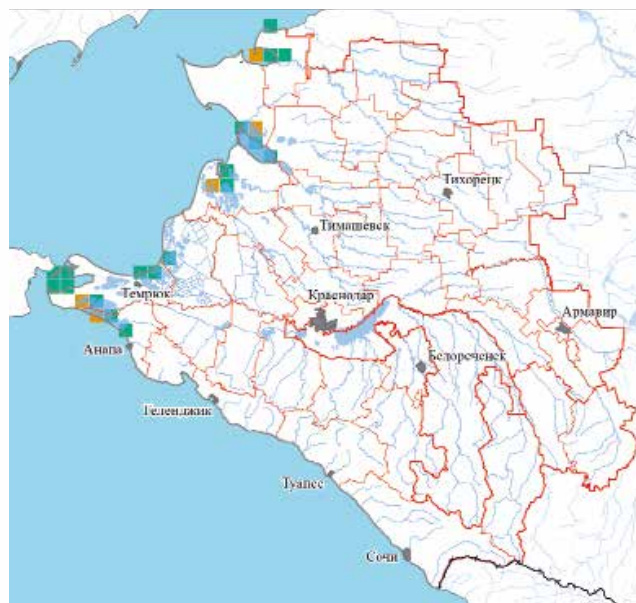 Тихорецк
Тимашевск
Темрюк
Краснодар
Армавир
Анапа
Белореченск
Геленджик
Туапсе
Сочи